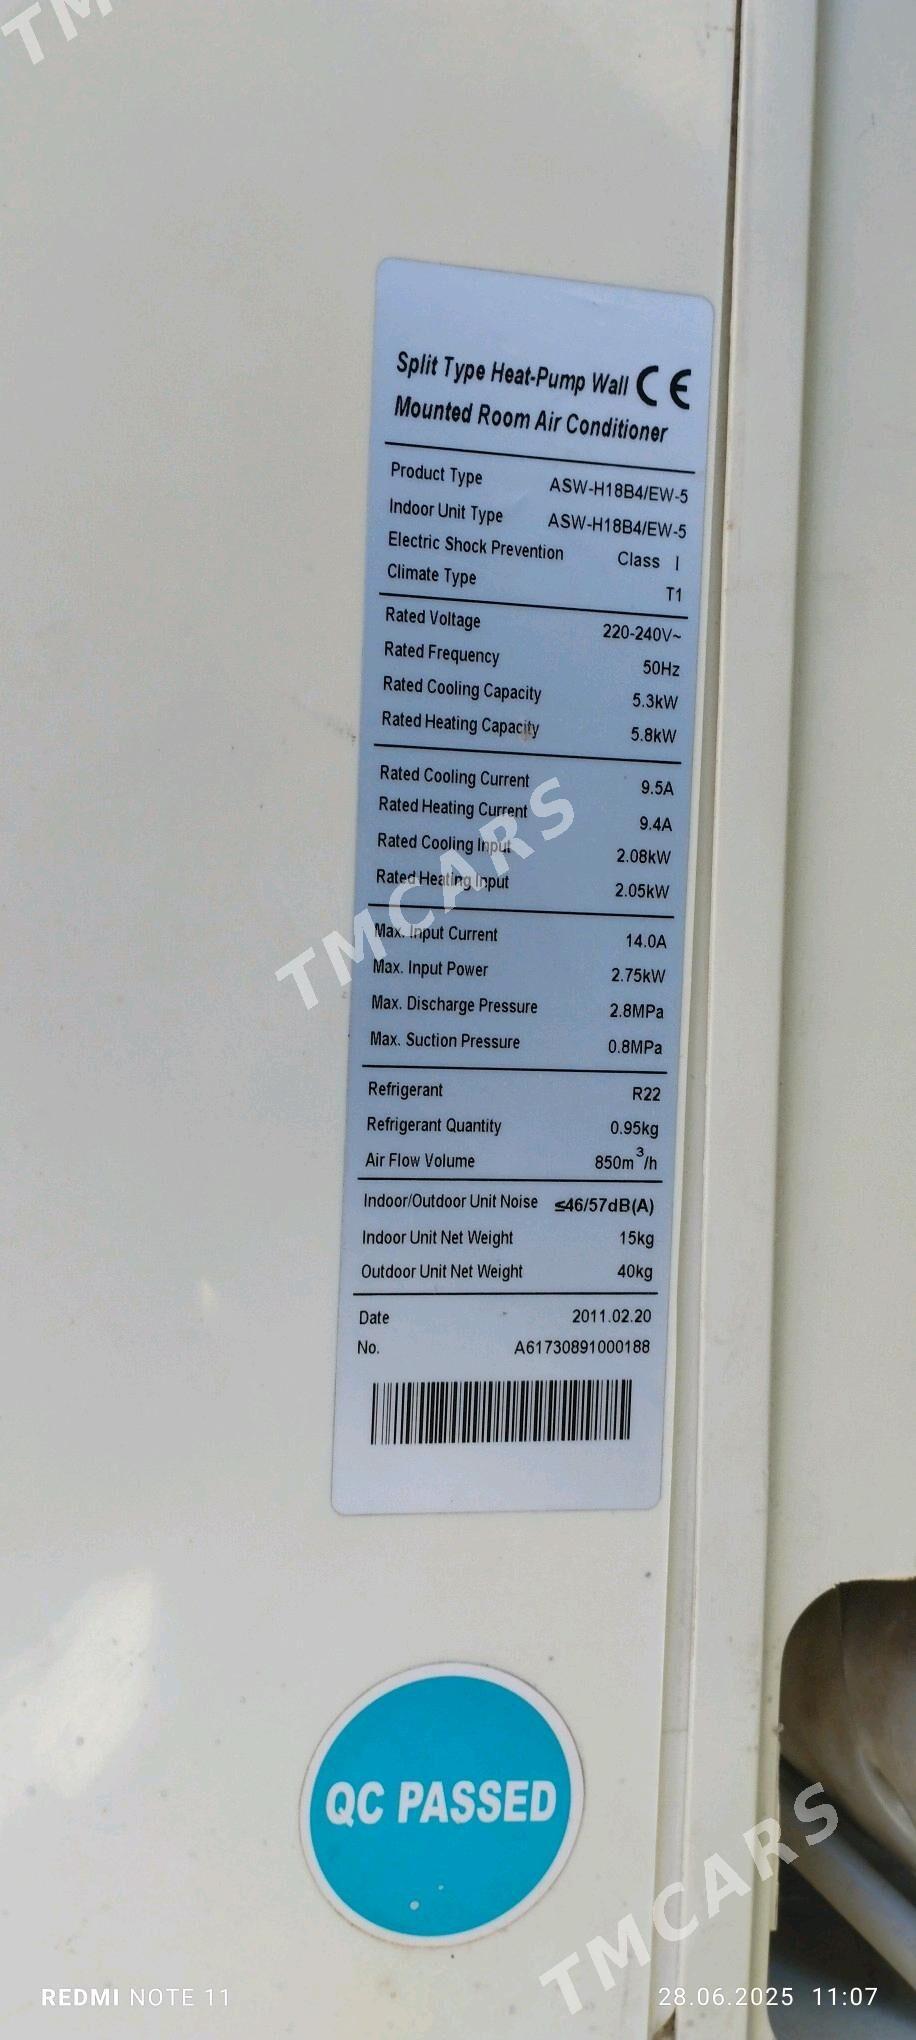 TM
Split Type Heat-Pump Wall CE
Mounted Room Air Conditioner
Product Type ASW-H18B4/EW-5
Indoor Unit Type ASW-H18B4/EW-5
Electric Shock Prevention Class I
Climate Type T1
Rated Voltage 220-240V~
Rated Frequency 50Hz
Rated Cooling Capacity 5.3kW
Rated Heating Capacity 5.8kW
Rated Cooling Current 9.5A
Rated Heating Current 9.4A
Rated Cooling Input 2.08kW
Rated Heating Input 2.05kW
TMCARS
Max. Input Current 14.0A
Max. Input Power 2.75kW
Max. Discharge Pressure 2.8MPa
Max. Suction Pressure 0.8MPa
Refrigerant R22
Refrigerant Quantity 0.95kg
Air Flow Volume 850m³/h
Indoor/Outdoor Unit Noise ≤46/57dB(A)
Indoor Unit Net Weight 15kg
Outdoor Unit Net Weight 40kg
Date 2011.02.20
No. A61730891000188
QC PASSED
TMCARS
REDMI NOTE 11 28.06.2025 11:07